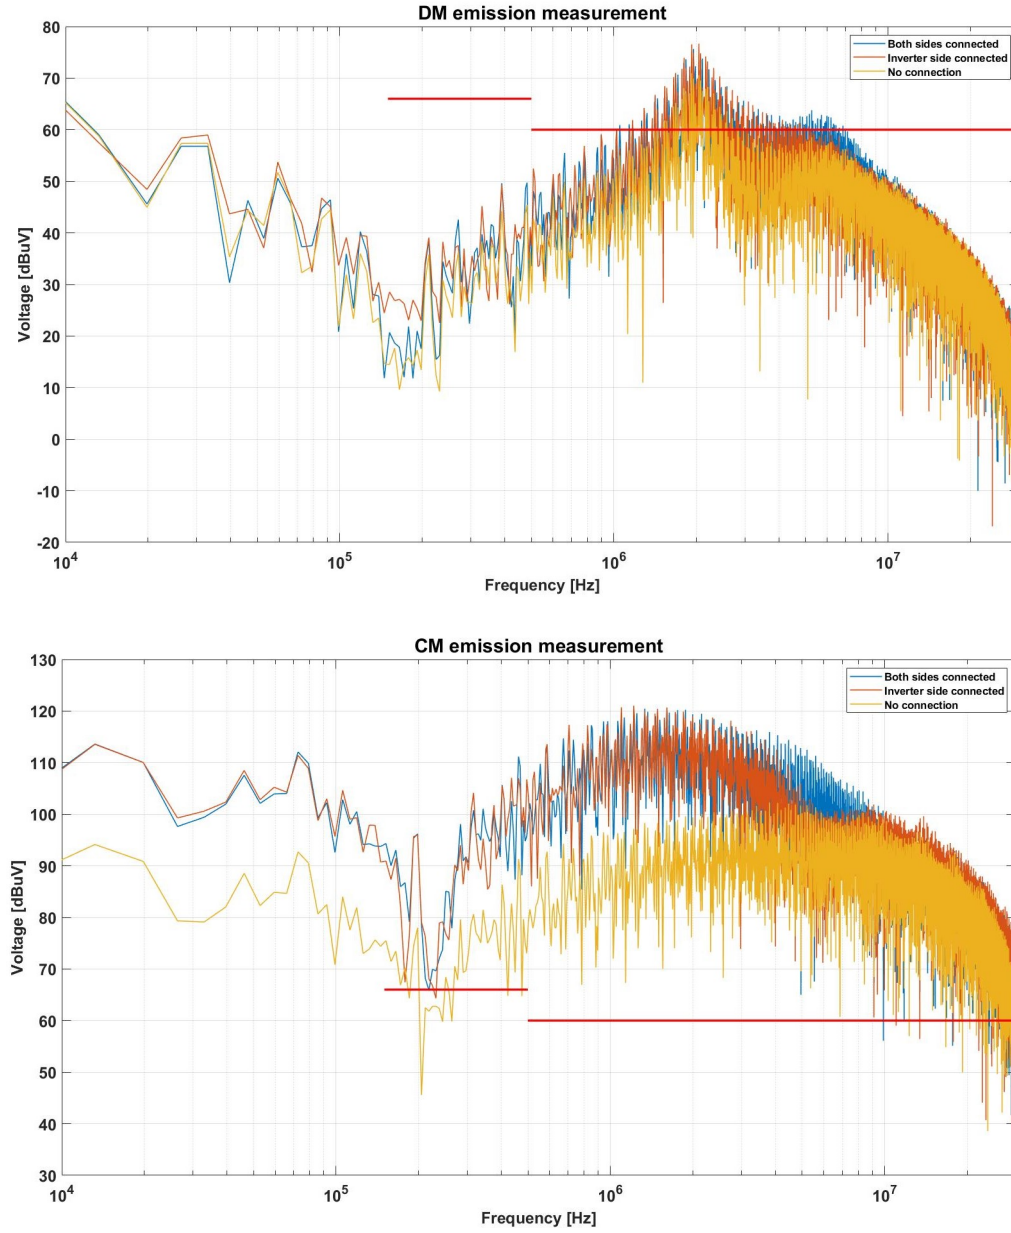 DM emission measurement
80
70
60
50
40
30
20
10
0
-10
-20
Voltage [dBuV]
Both sides connected
Inverter side connected
No connection
10^4
10^5
10^6
10^7
Frequency [Hz]
CM emission measurement
130
120
110
100
90
80
70
60
50
40
30
Voltage [dBuV]
Both sides connected
Inverter side connected
No connection
10^4
10^5
10^6
10^7
Frequency [Hz]